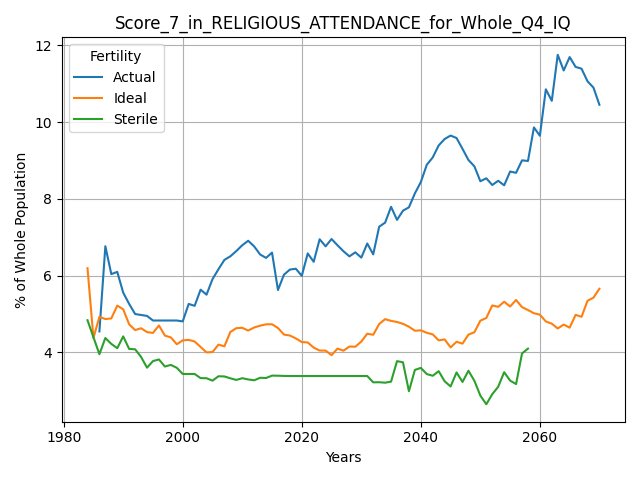 Score_7_in_RELIGIOUS_ATTENDANCE_for_Whole_Q4_IQ
Fertility
Actual
Ideal
Sterile
% of Whole Population
12
10
8
6
4
1980
2000
2020
2040
2060
Years